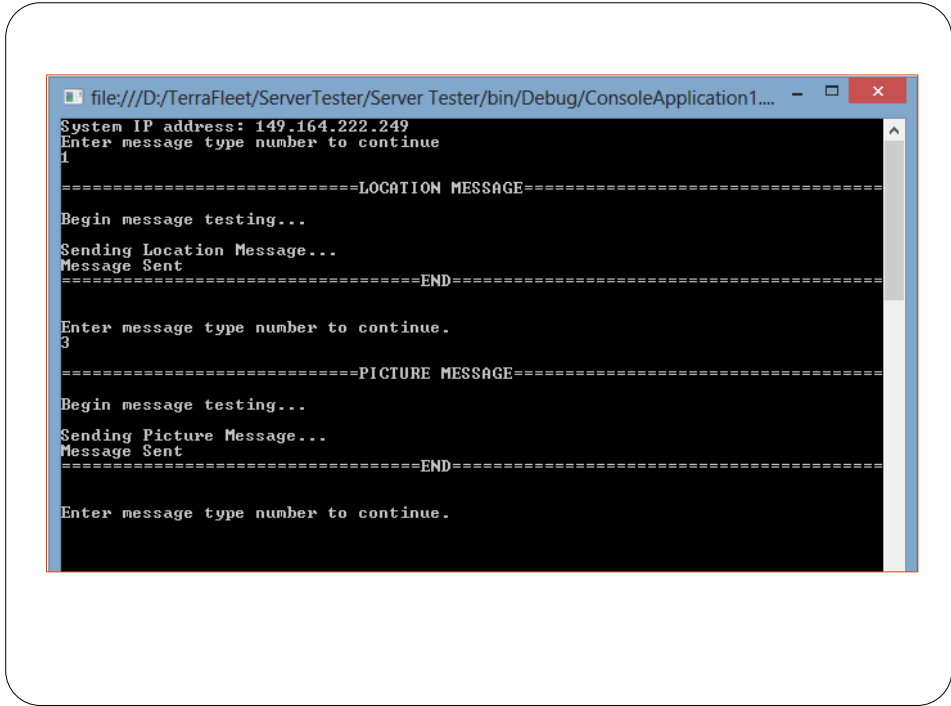 file:///D:/TerraFleet/ServerTester/Server Tester/bin/Debug/ConsoleApplication1....
System IP address: 149.164.222.249
Enter message type number to continue
1
=============================LOCATION MESSAGE===================================
Begin message testing...
Sending Location Message...
Message Sent
===================================END==========================================
Enter message type number to continue.
3
=============================PICTURE MESSAGE====================================
Begin message testing...
Sending Picture Message...
Message Sent
===================================END==========================================
Enter message type number to continue.